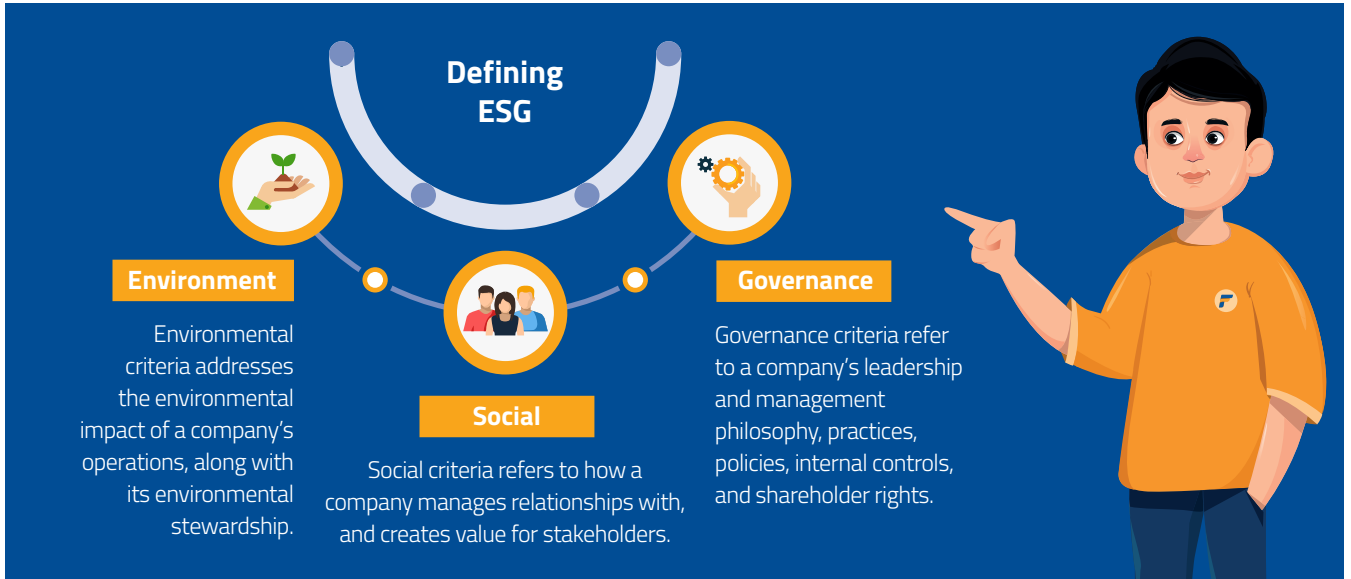 Defining
ESG
Environment
Environmental
criteria addresses
the environmental
impact of a company's
operations, along with
its environmental
stewardship.
Social
Social criteria refers to how a
company manages relationships with,
and creates value for stakeholders.
Governance
Governance criteria refer
to a company's leadership
and management
philosophy, practices,
policies, internal controls,
and shareholder rights.
F